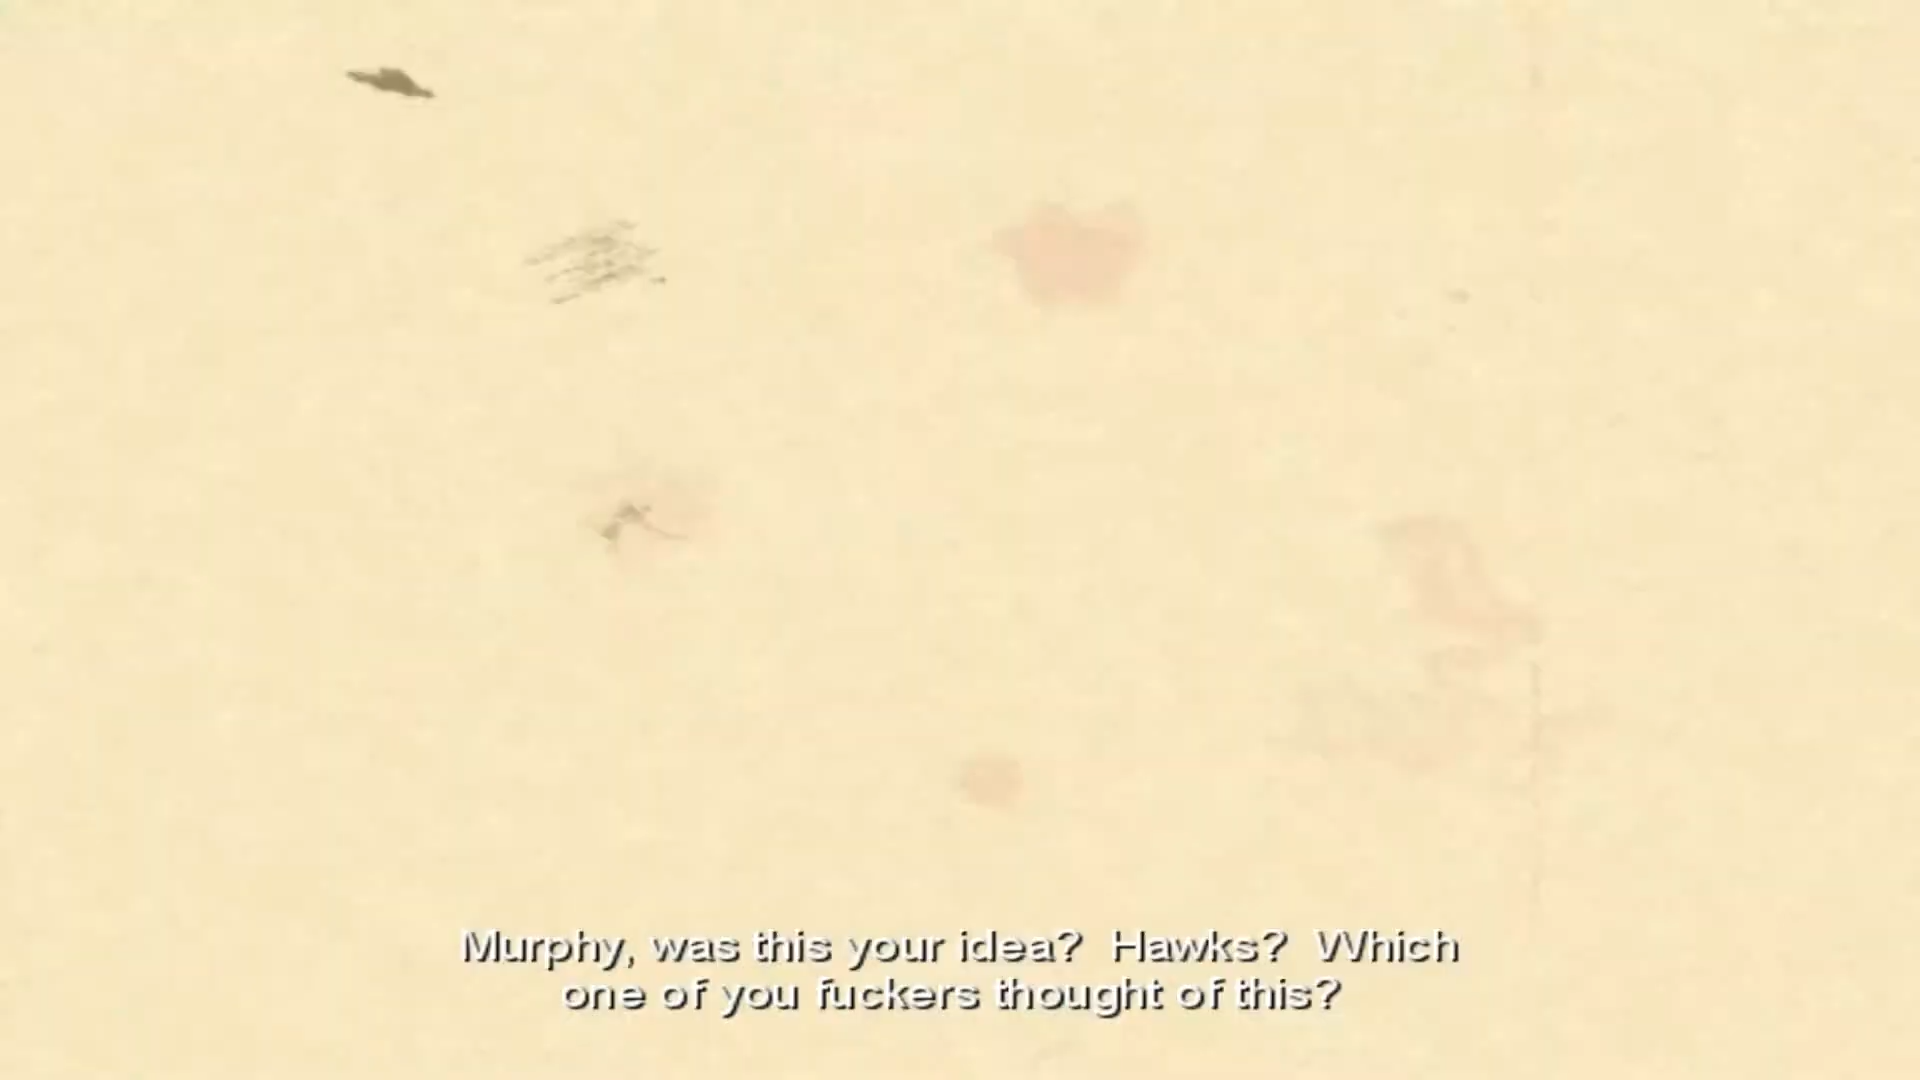 Murphy, was this your idea?  Hawks?  Which
one of you fuckers thought of this?